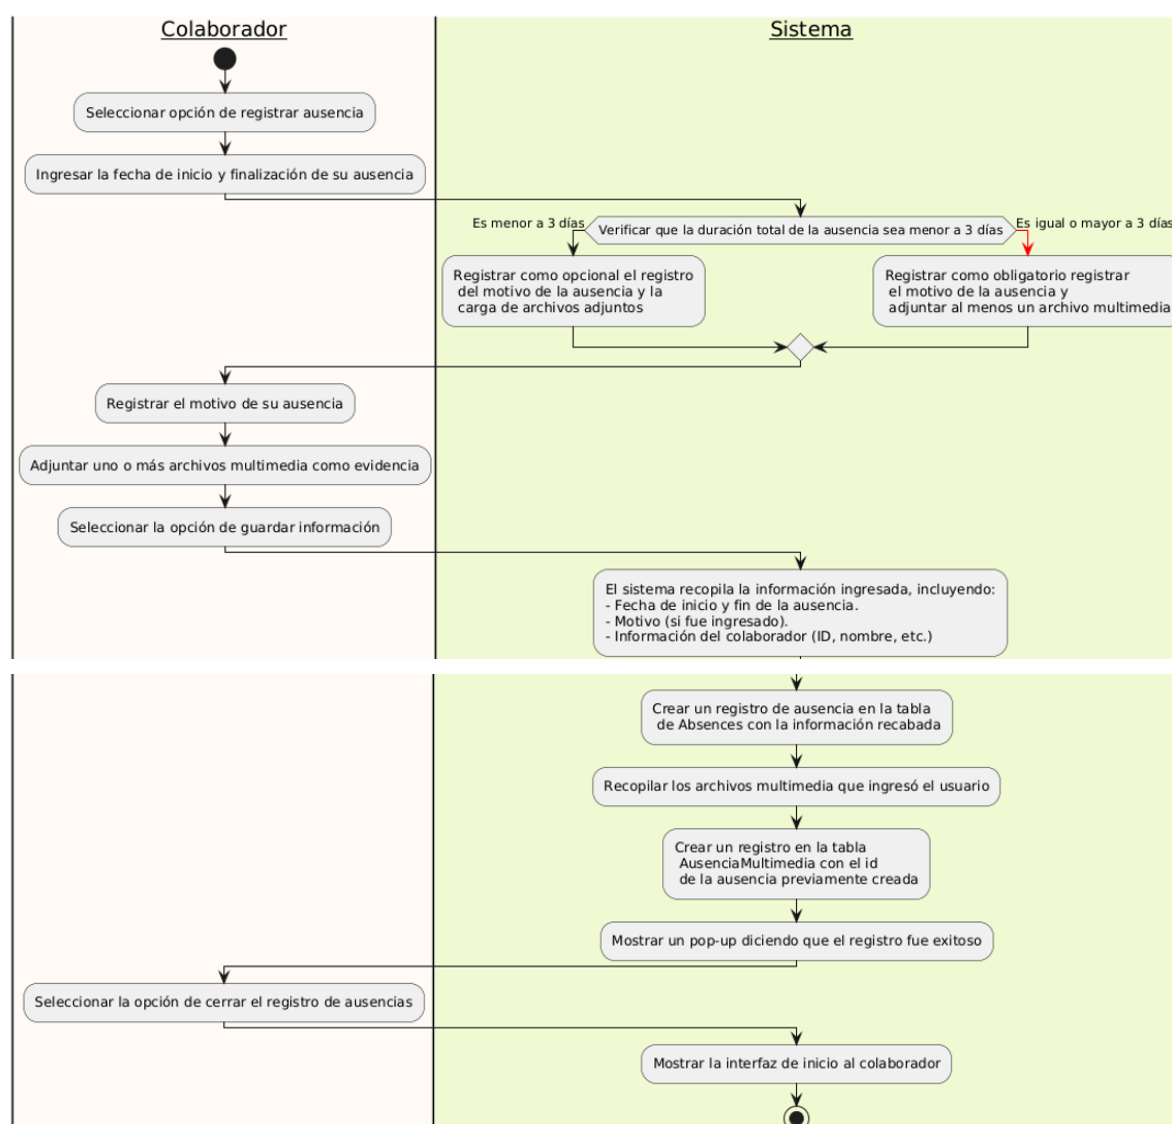 Colaborador
Sistema
Seleccionar opción de registrar ausencia
Ingresar la fecha de inicio y finalización de su ausencia
Es menor a 3 días
Verificar que la duración total de la ausencia sea menor a 3 días
Es igual o mayor a 3 días
Registrar como opcional el registro
del motivo de la ausencia y la
carga de archivos adjuntos
Registrar como obligatorio registrar
el motivo de la ausencia y
adjuntar al menos un archivo multimedia
Registrar el motivo de su ausencia
Adjuntar uno o más archivos multimedia como evidencia
Seleccionar la opción de guardar información
El sistema recopila la información ingresada, incluyendo:
- Fecha de inicio y fin de la ausencia.
- Motivo (si fue ingresado).
- Información del colaborador (ID, nombre, etc.)
Crear un registro de ausencia en la tabla
de Absences con la información recabada
Recopilar los archivos multimedia que ingresó el usuario
Crear un registro en la tabla
AusenciaMultimedia con el id
de la ausencia previamente creada
Mostrar un pop-up diciendo que el registro fue exitoso
Seleccionar la opción de cerrar el registro de ausencias
Mostrar la interfaz de inicio al colaborador